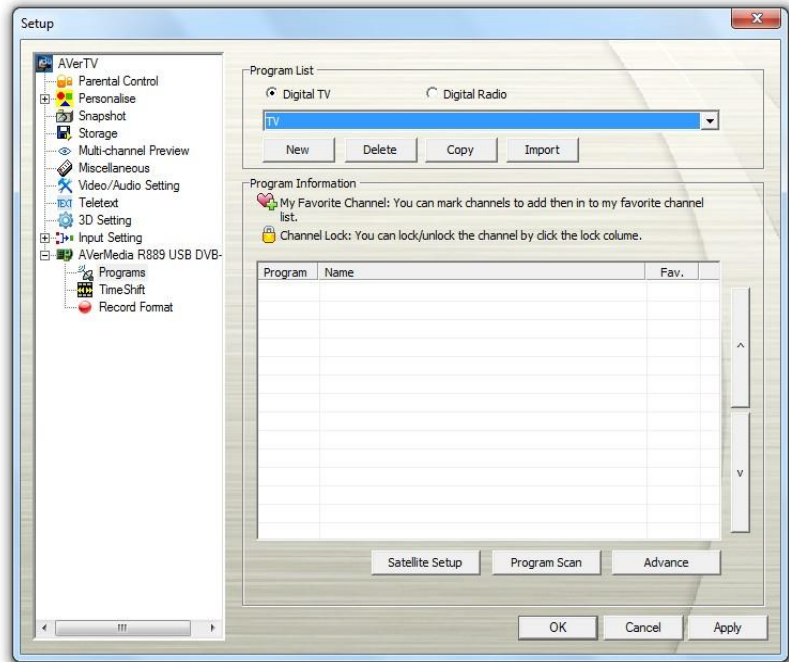 Setup
AVerTV
Parental Control
Personalise
Snapshot
Storage
Multi-channel Preview
Miscellaneous
Video/Audio Setting
TEXT Teletext
3D Setting
Input Setting
AVerMedia R889 USB DVB-
Programs
TimeShift
Record Format
Program List
Digital TV
Digital Radio
TV
New
Delete
Copy
Import
Program Information
My Favorite Channel: You can mark channels to add then in to my favorite channel
list.
Channel Lock: You can lock/unlock the channel by click the lock colume.
Program
Name
Fav.
Satellite Setup
Program Scan
Advance
OK
Cancel
Apply